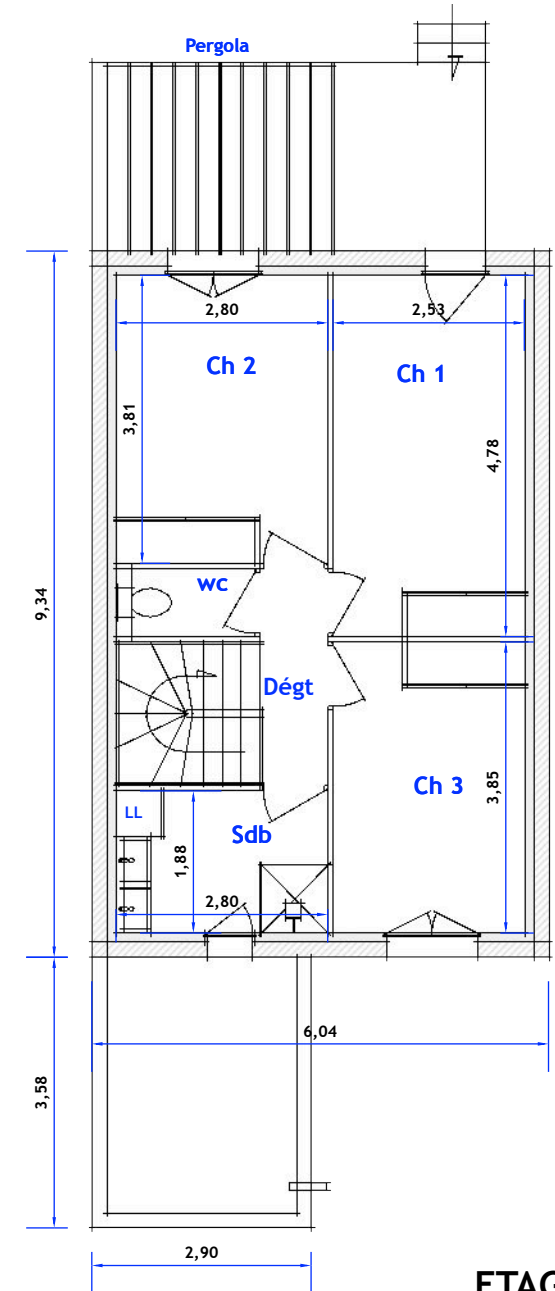 Pergola
2,80
2,53
Ch 2
Ch 1
3,81
4,78
wc
9,34
Dégt
Ch 3
3,85
LL
Sdb
1,88
2,80
6,04
3,58
2,90